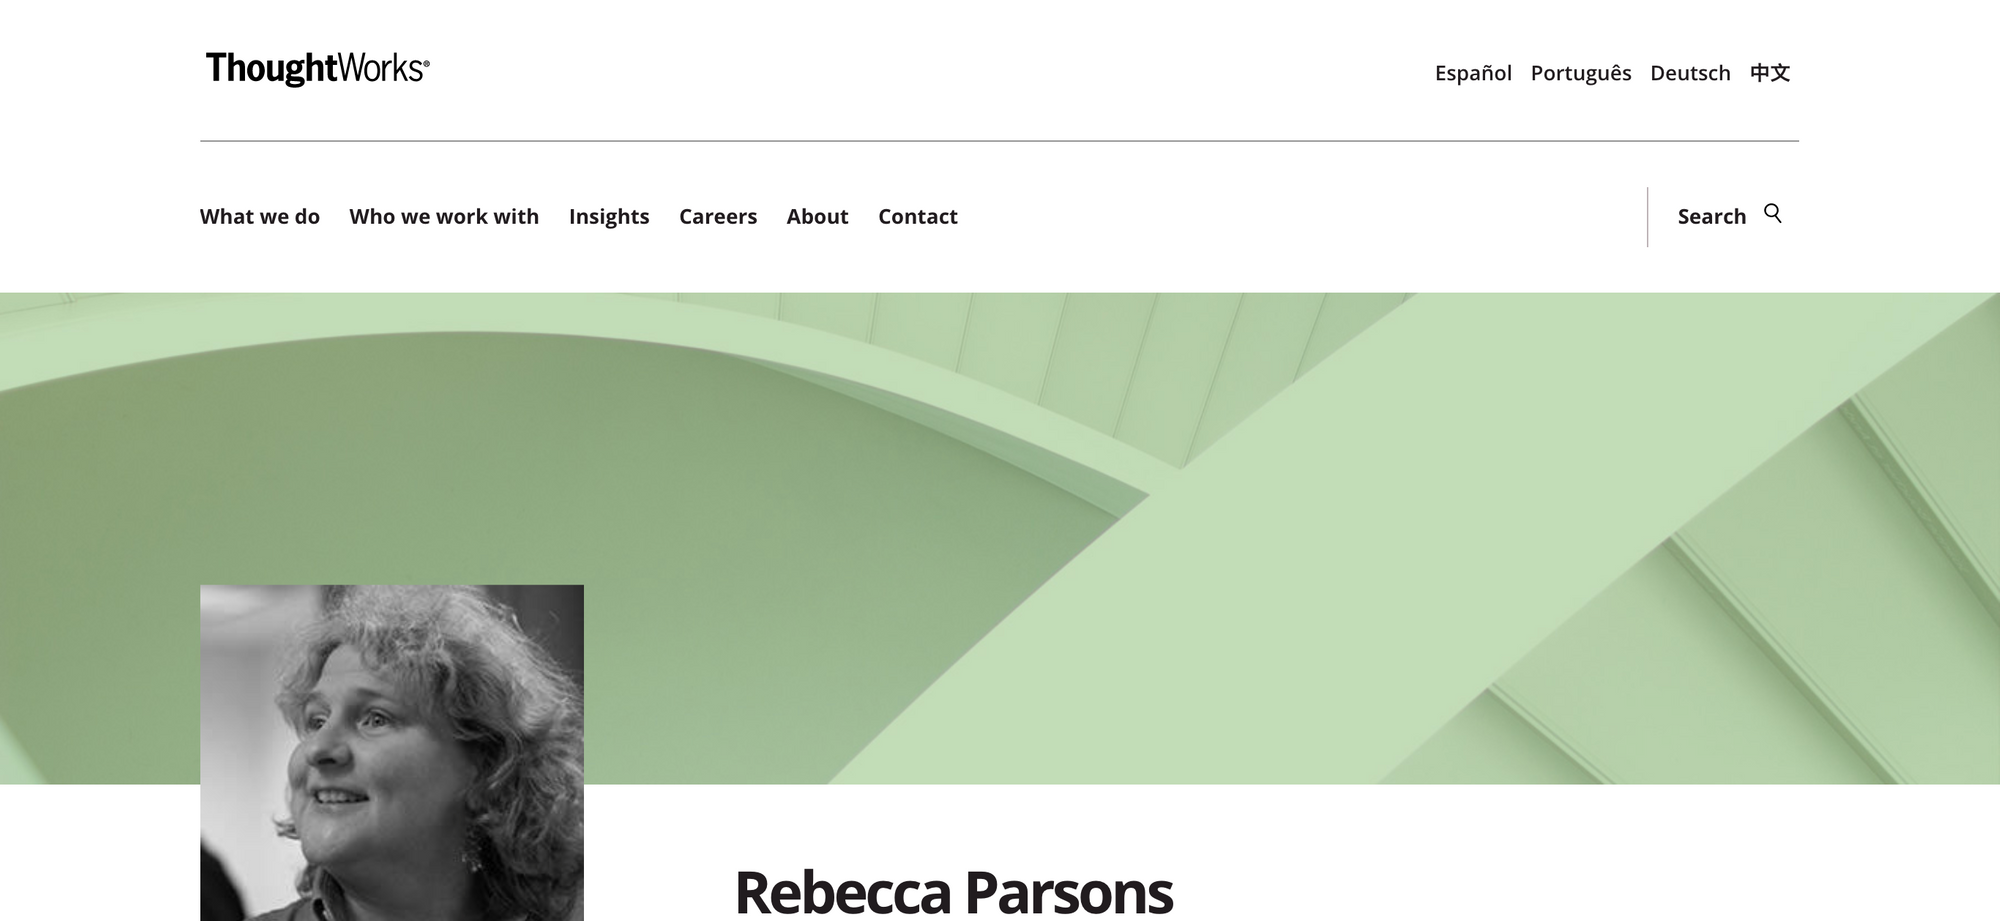 ThoughtWorks®
Español Português Deutsch 中文
What we do Who we work with Insights Careers About Contact Search
Rebecca Parsons